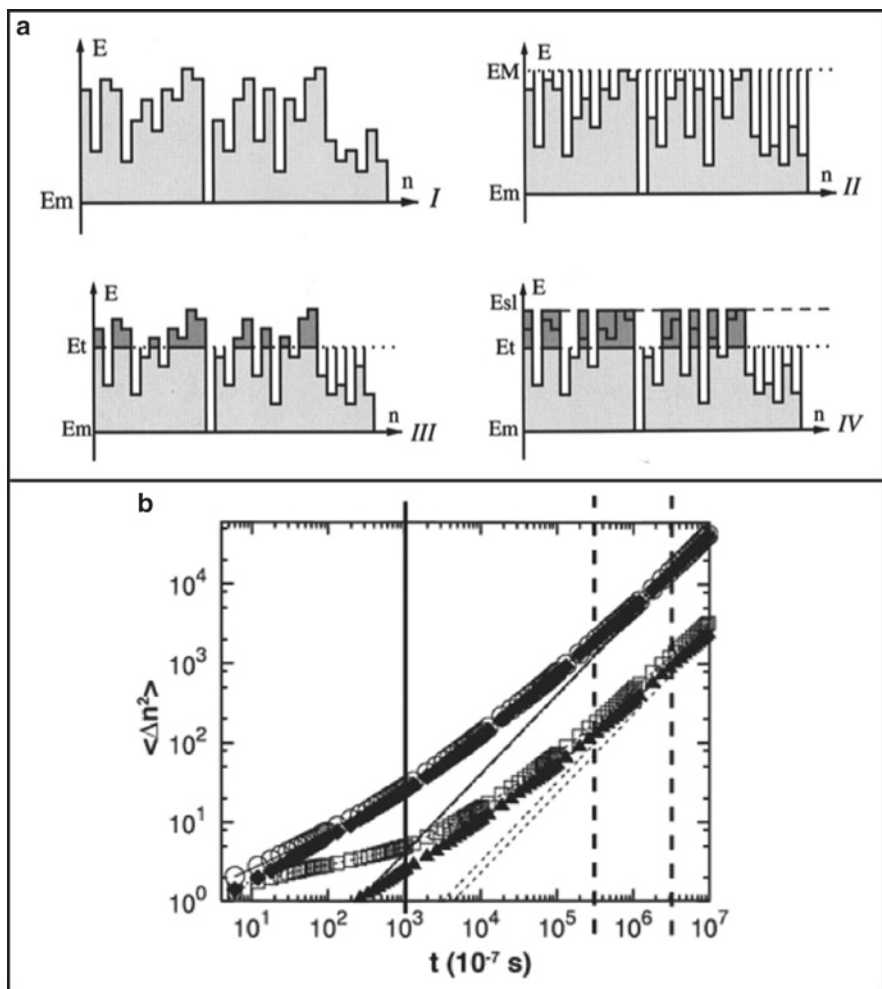 a
E
Em
n
I
E
EM
Em
n
II
E
Et
Em
n
III
E
Esl
Et
Em
n
IV
b
<Δn²>
10⁴
10³
10²
10¹
10⁰
10¹ 10² 10³ 10⁴ 10⁵ 10⁶ 10⁷
t (10⁻⁷ s)